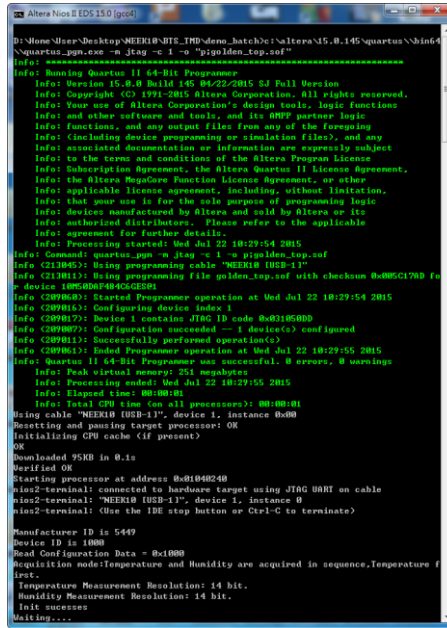 Altera Nios II EDS 15.0 [gcc4]
D:\Home\User\Desktop\NEEK10\BTS_TMD\demo_batch>c:\altera\15.0.145\quartus\\bin64
\\quartus_pgm.exe -m jtag -c 1 -o "p;golden_top.sof"
Info: *******************************************************************
Info: Running Quartus II 64-Bit Programmer
Info: Version 15.0.0 Build 145 04/22/2015 SJ Full Version
Info: Copyright (C) 1991-2015 Altera Corporation. All rights reserved.
Info: Your use of Altera Corporation's design tools, logic functions
Info: and other software and tools, and its AMPP partner logic
Info: functions, and any output files from any of the foregoing
Info: (including device programming or simulation files), and any
Info: associated documentation or information are expressly subject
Info: to the terms and conditions of the Altera Program License
Info: Subscription Agreement, the Altera Quartus II License Agreement,
Info: the Altera MegaCore Function License Agreement, or other
Info: applicable license agreement, including, without limitation,
Info: that your use is for the sole purpose of programming logic
Info: devices manufactured by Altera and sold by Altera or its
Info: authorized distributors.  Please refer to the applicable
Info: agreement for further details.
Info: Processing started: Wed Jul 22 10:29:54 2015
Info: Command: quartus_pgm -m jtag -c 1 -o p;golden_top.sof
Info (213045): Using programming cable "NEEK10 [USB-1]"
Info (213011): Using programming file golden_top.sof with checksum 0x005C17AD fo
r device 10M50DAF484C6GES@1
Info (209060): Started Programmer operation at Wed Jul 22 10:29:54 2015
Info (209016): Configuring device index 1
Info (209017): Device 1 contains JTAG ID code 0x031050DD
Info (209007): Configuration succeeded -- 1 device(s) configured
Info (209011): Successfully performed operation(s)
Info (209061): Ended Programmer operation at Wed Jul 22 10:29:55 2015
Info: Quartus II 64-Bit Programmer was successful. 0 errors, 0 warnings
Info: Peak virtual memory: 251 megabytes
Info: Processing ended: Wed Jul 22 10:29:55 2015
Info: Elapsed time: 00:00:01
Info: Total CPU time (on all processors): 00:00:01
Using cable "NEEK10 [USB-1]", device 1, instance 0x00
Resetting and pausing target processor: OK
Initializing CPU cache (if present)
OK
Downloaded 95KB in 0.1s
Verified OK
Starting processor at address 0x01040240
nios2-terminal: connected to hardware target using JTAG UART on cable
nios2-terminal: "NEEK10 [USB-1]", device 1, instance 0
nios2-terminal: (Use the IDE stop button or Ctrl-C to terminate)
Manufacturer ID is 5449
Device ID is 1000
Read Configuration Data = 0x1000
Acquisition mode:Temperature and Humidity are acquired in sequence,Temperature f
irst.
Temperature Measurement Resolution: 14 bit.
Humidity Measurement Resolution: 14 bit.
Init sucesses
Waiting....